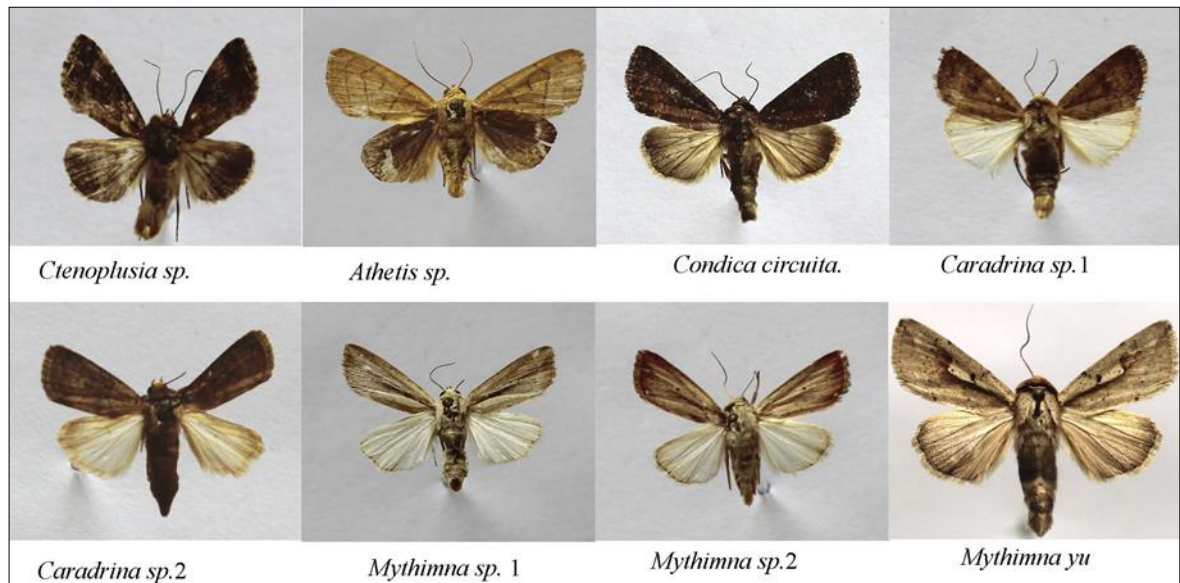 Ctenoplusia sp.
Athetis sp.
Condica circuita.
Caradrina sp.1
Caradrina sp.2
Mythimna sp. 1
Mythimna sp.2
Mythimna yu